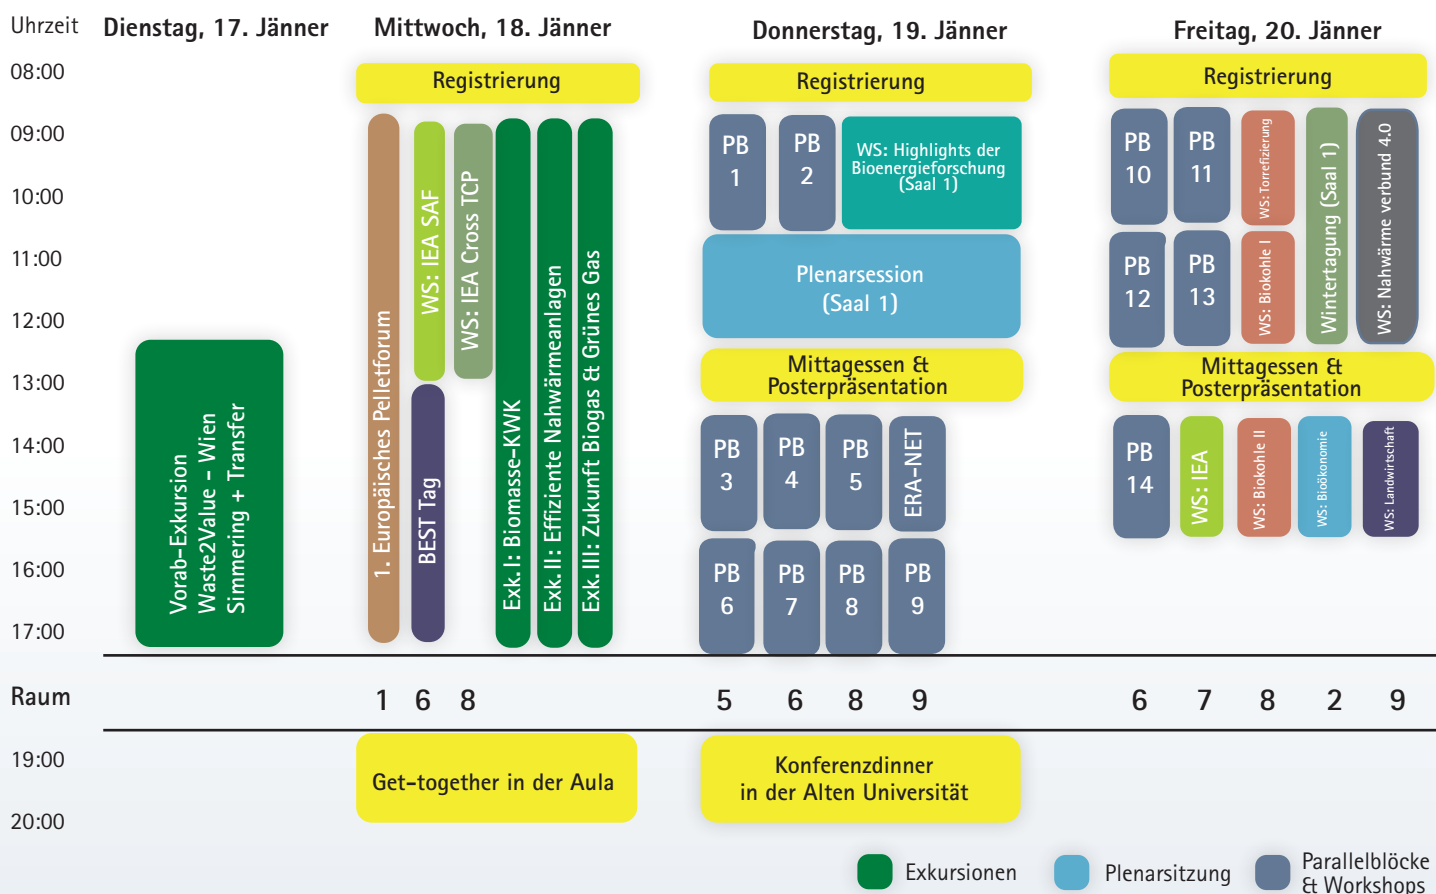 Uhrzeit
Dienstag, 17. Jänner
Mittwoch, 18. Jänner
Donnerstag, 19. Jänner
Freitag, 20. Jänner
08:00
09:00
10:00
11:00
12:00
13:00
14:00
15:00
16:00
17:00
Vorab-Exkursion
Waste2Value - Wien
Simmering + Transfer
Registrierung
1. Europäisches Pelletforum
WS: IEA SAF
BEST Tag
WS: IEA Cross TCP
Exk. I: Biomasse-KWK
Exk. II: Effiziente Nahwärmeanlagen
Exk. III: Zukunft Biogas & Grünes Gas
Registrierung
PB
1
PB
2
WS: Highlights der
Bioenergieforschung
(Saal 1)
Plenarsession
(Saal 1)
Mittagessen &
Posterpräsentation
PB
3
PB
4
PB
5
ERA-NET
PB
6
PB
7
PB
8
PB
9
Registrierung
PB
10
PB
11
WS: Torrefizierung
Wintertagung (Saal 1)
WS: Nahwärme verbund 4.0
PB
12
PB
13
WS: Biokohle I
Mittagessen &
Posterpräsentation
PB
14
WS: IEA
WS: Biokohle II
WS: Bioökonomie
WS: Landwirtschaft
Raum
1 6 8
5 6 8 9
6 7 8 2 9
19:00
20:00
Get-together in der Aula
Konferenzdinner
in der Alten Universität
Exkursionen
Plenarsitzung
Parallelblöcke
& Workshops